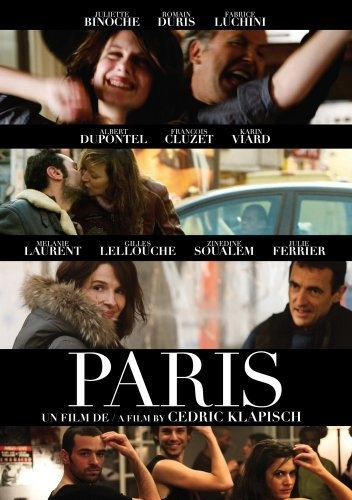 JULIETTE ROMAIN FABRICE
BINOCHE DURIS LUCHINI
ALBERT FRANCOIS KARIN
DUPONTEL CLUZET VIARD
MELANIE GILLES ZINEDINE JULIE
LAURENT LELLOUCHE SOUALEM FERRIER
PARIS
UN FILM DE / A FILM BY CEDRIC KLAPISCH